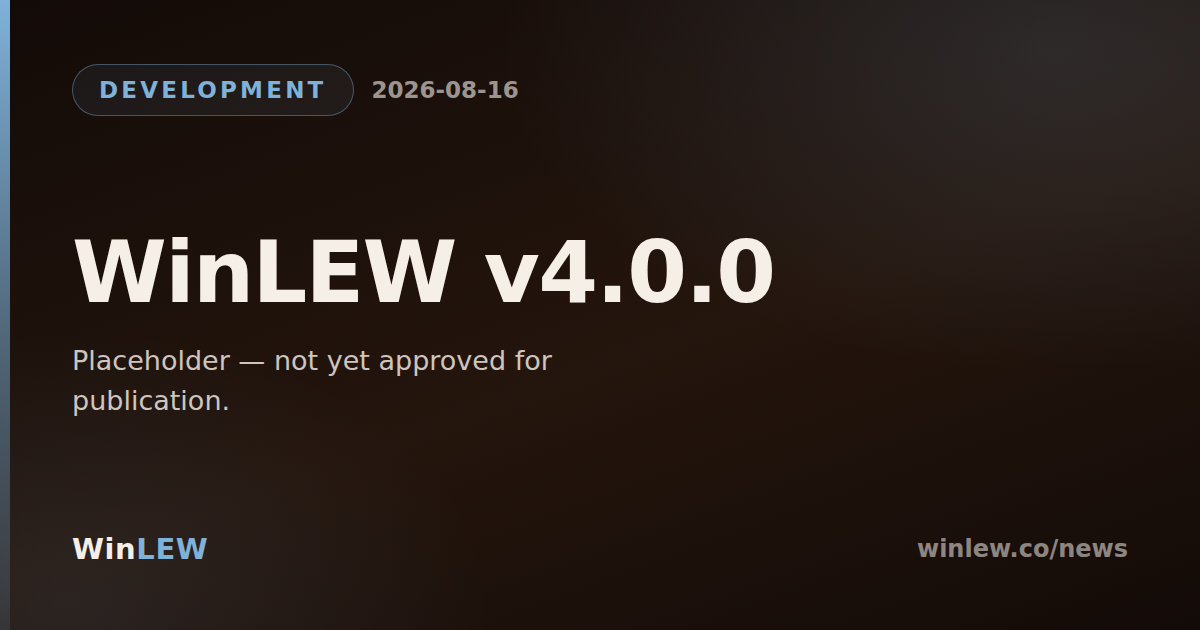 DEVELOPMENT 2026-08-16
WinLEW v4.0.0
Placeholder — not yet approved for
publication.
WinLEW winlew.co/news